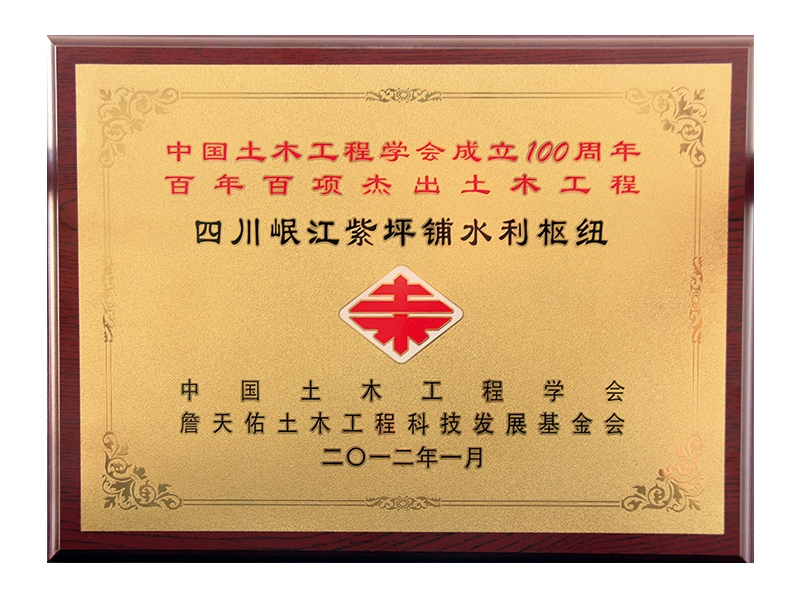 中国土木工程学会成立100周年
百年百项杰出土木工程
四川岷江紫坪铺水利枢纽
中国土木工程学会
詹天佑土木工程科技发展基金会
二〇一二年一月